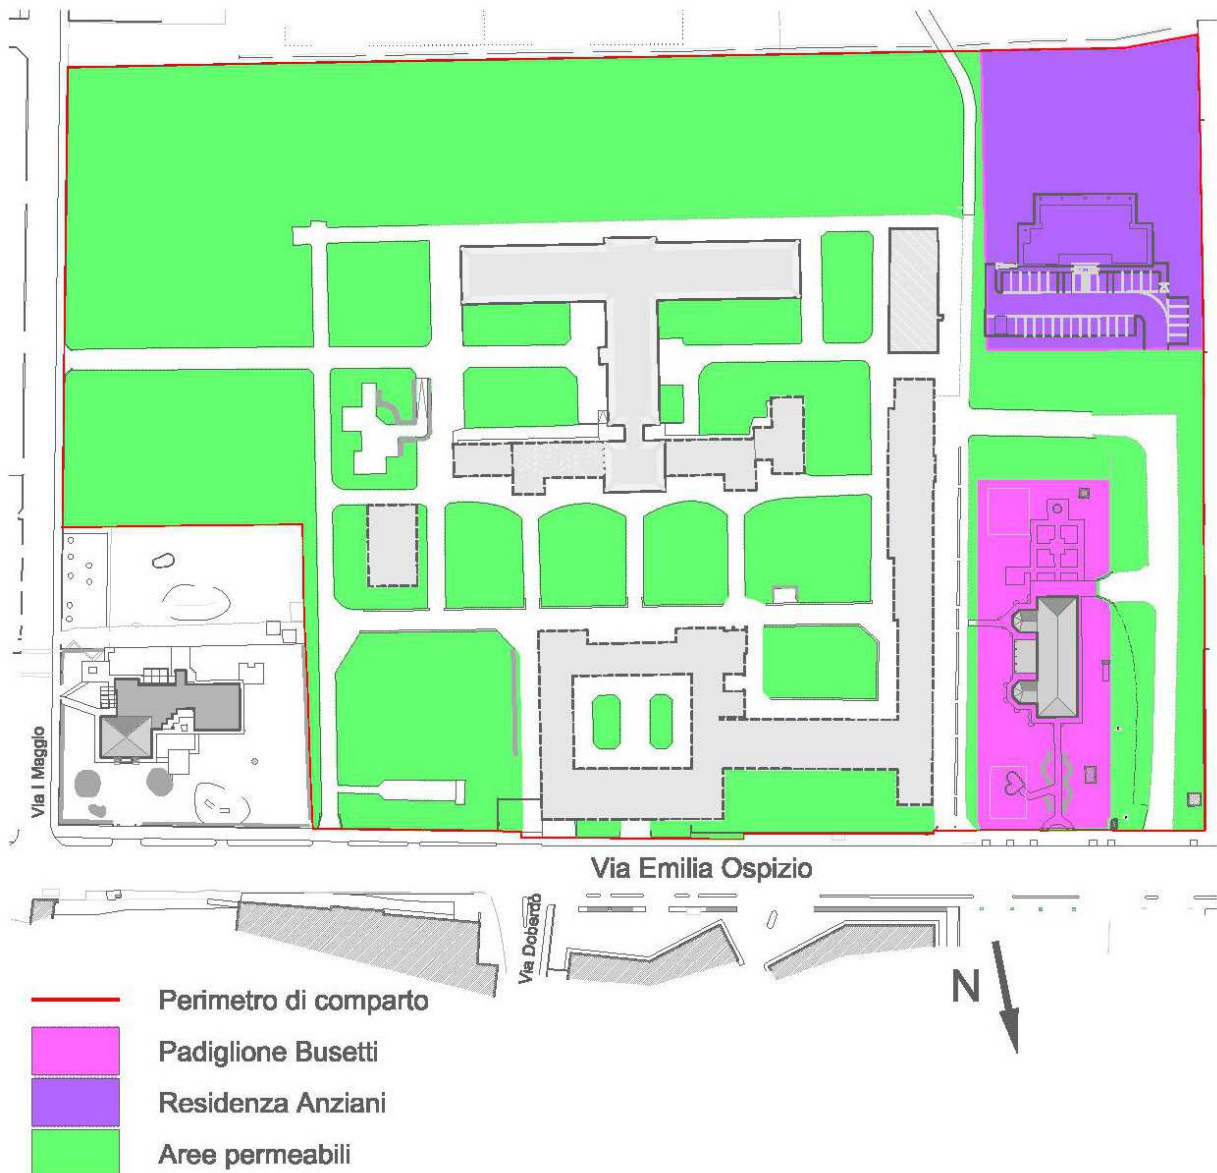 Via I Maggio
Via Emilia Ospizio
Via Doberdò
N
Perimetro di comparto
Padiglione Busetti
Residenza Anziani
Aree permeabili